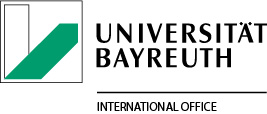 UNIVERSITÄT
BAYREUTH
INTERNATIONAL OFFICE